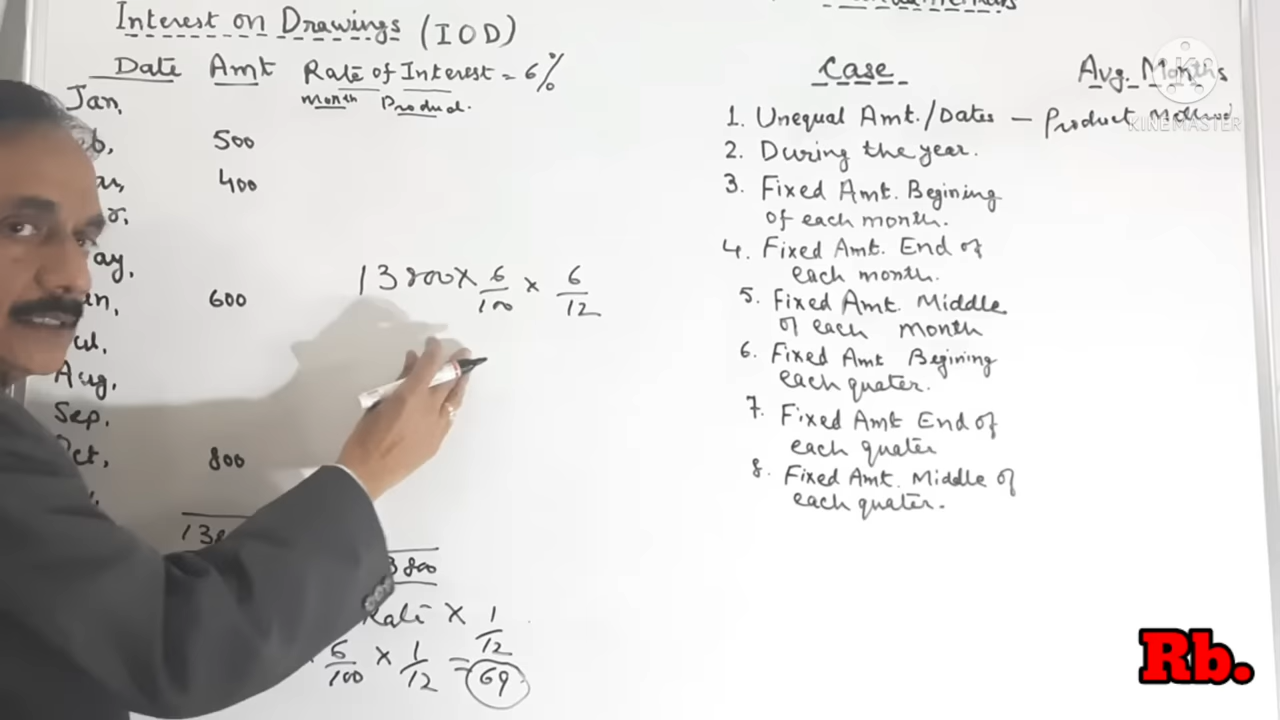 Interest on Drawings (IOD)
Date Amt Rate of Interest = 6%
Month Product.
Jan,
500
400
ay,
600
Aug,
Sep.
800
13800 × 6/100 × 6/12
800
Rate × 1/12
6/100 × 1/12 = 69
Case Avg. Months
1. Unequal Amt./Dates – Product Method
2. During the year.
3. Fixed Amt. Begining
of each month.
4. Fixed Amt. End of
each month.
5. Fixed Amt. Middle
of each Month
6. Fixed Amt Begining
each quater.
7. Fixed Amt End of
each quater
8. Fixed Amt. Middle of
each quater.
KINEMASTER
Rb.